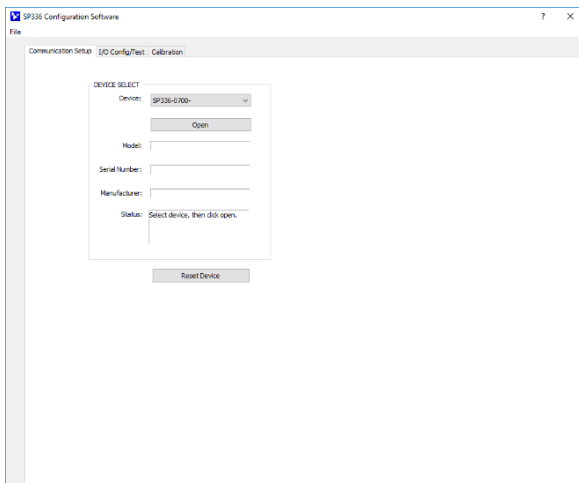 SP336 Configuration Software
File
Communication Setup I/O Config/Test Calibration
DEVICE SELECT
Device: SP336-0700-
Open
Model:
Serial Number:
Manufacturer:
Status: Select device, then click open.
Reset Device